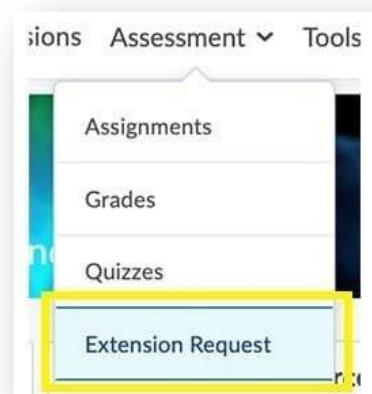 Assessment Tools
Assignments
Grades
Quizzes
Extension Request